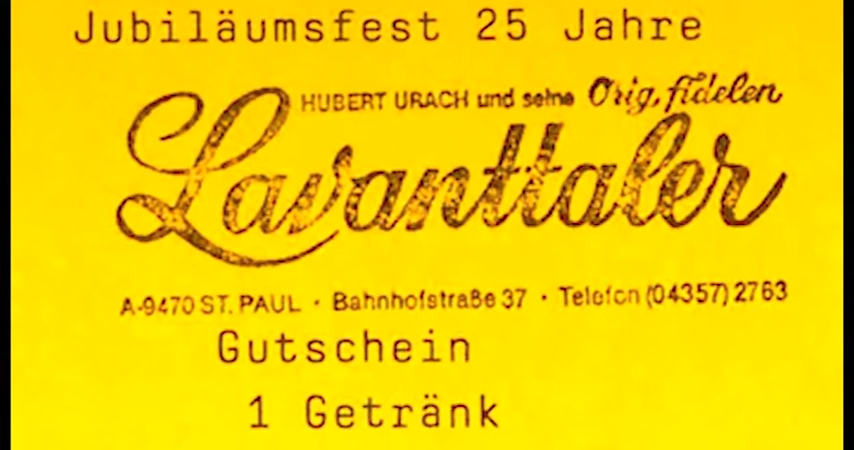 Jubiläumsfest 25 Jahre
HUBERT URACH und seine Orig. fidelen
Lavanttaler
A-9470 ST. PAUL · Bahnhofstraße 37 · Telefon (04357) 2763
Gutschein
1 Getränk